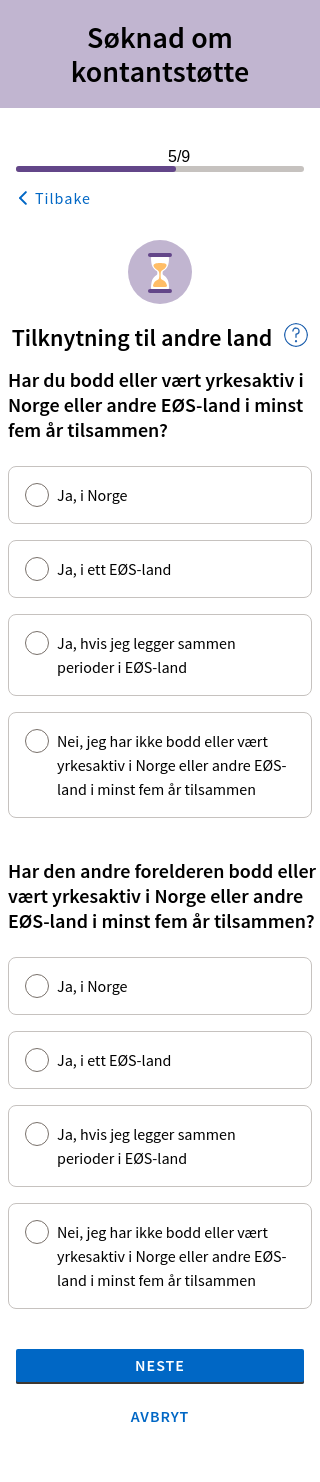 Søknad om
kontantstøtte
5/9
Tilbake
Tilknytning til andre land
Har du bodd eller vært yrkesaktiv i
Norge eller andre EØS-land i minst
fem år tilsammen?
Ja, i Norge
Ja, i ett EØS-land
Ja, hvis jeg legger sammen
perioder i EØS-land
Nei, jeg har ikke bodd eller vært
yrkesaktiv i Norge eller andre EØS-
land i minst fem år tilsammen
Har den andre forelderen bodd eller
vært yrkesaktiv i Norge eller andre
EØS-land i minst fem år tilsammen?
Ja, i Norge
Ja, i ett EØS-land
Ja, hvis jeg legger sammen
perioder i EØS-land
Nei, jeg har ikke bodd eller vært
yrkesaktiv i Norge eller andre EØS-
land i minst fem år tilsammen
NESTE
AVBRYT